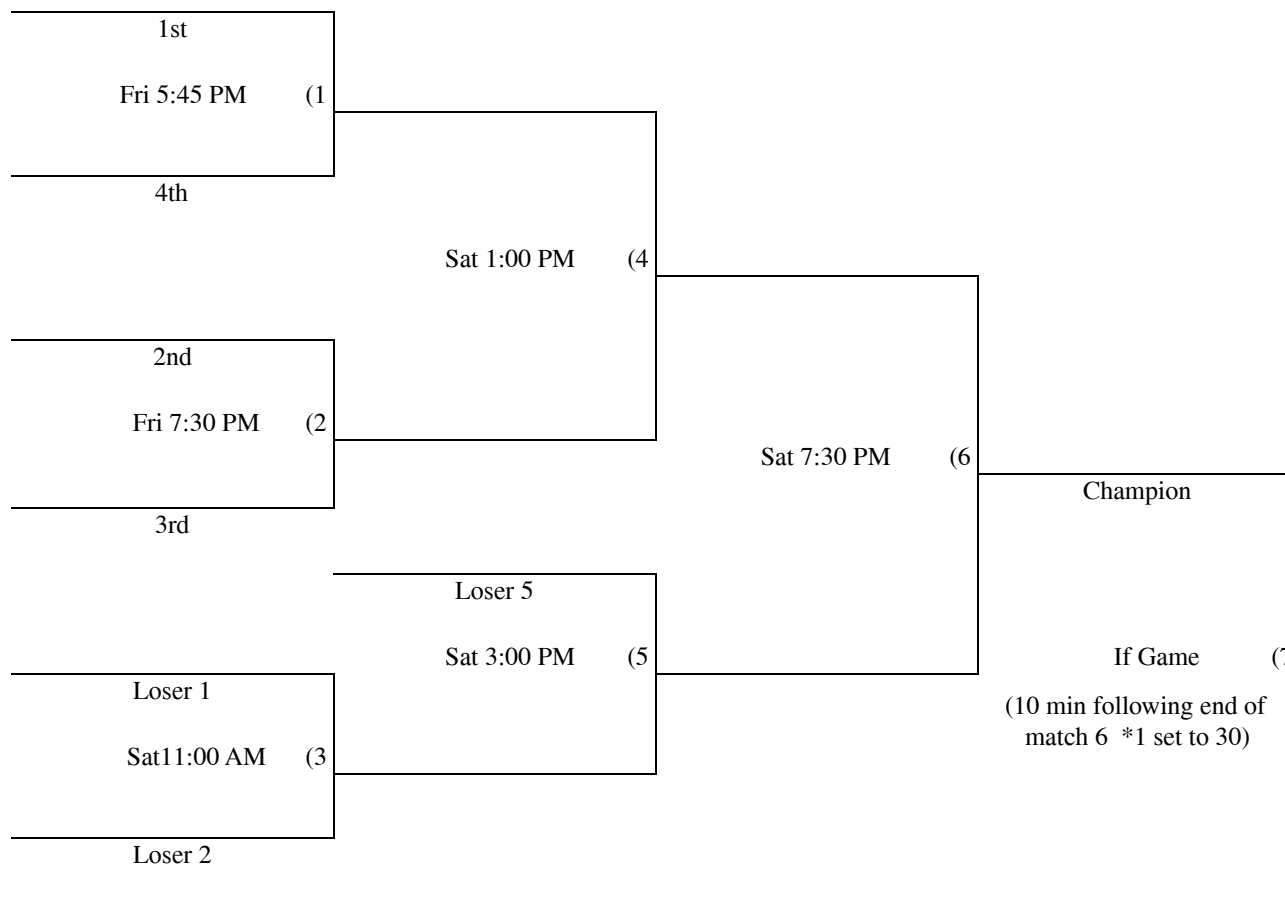 1st
Fri 5:45 PM (1
4th
Sat 1:00 PM (4
2nd
Fri 7:30 PM (2
Sat 7:30 PM (6
Champion
3rd
Loser 5
Sat 3:00 PM (5
If Game (7
Loser 1
(10 min following end of
match 6 *1 set to 30)
Sat11:00 AM (3
Loser 2